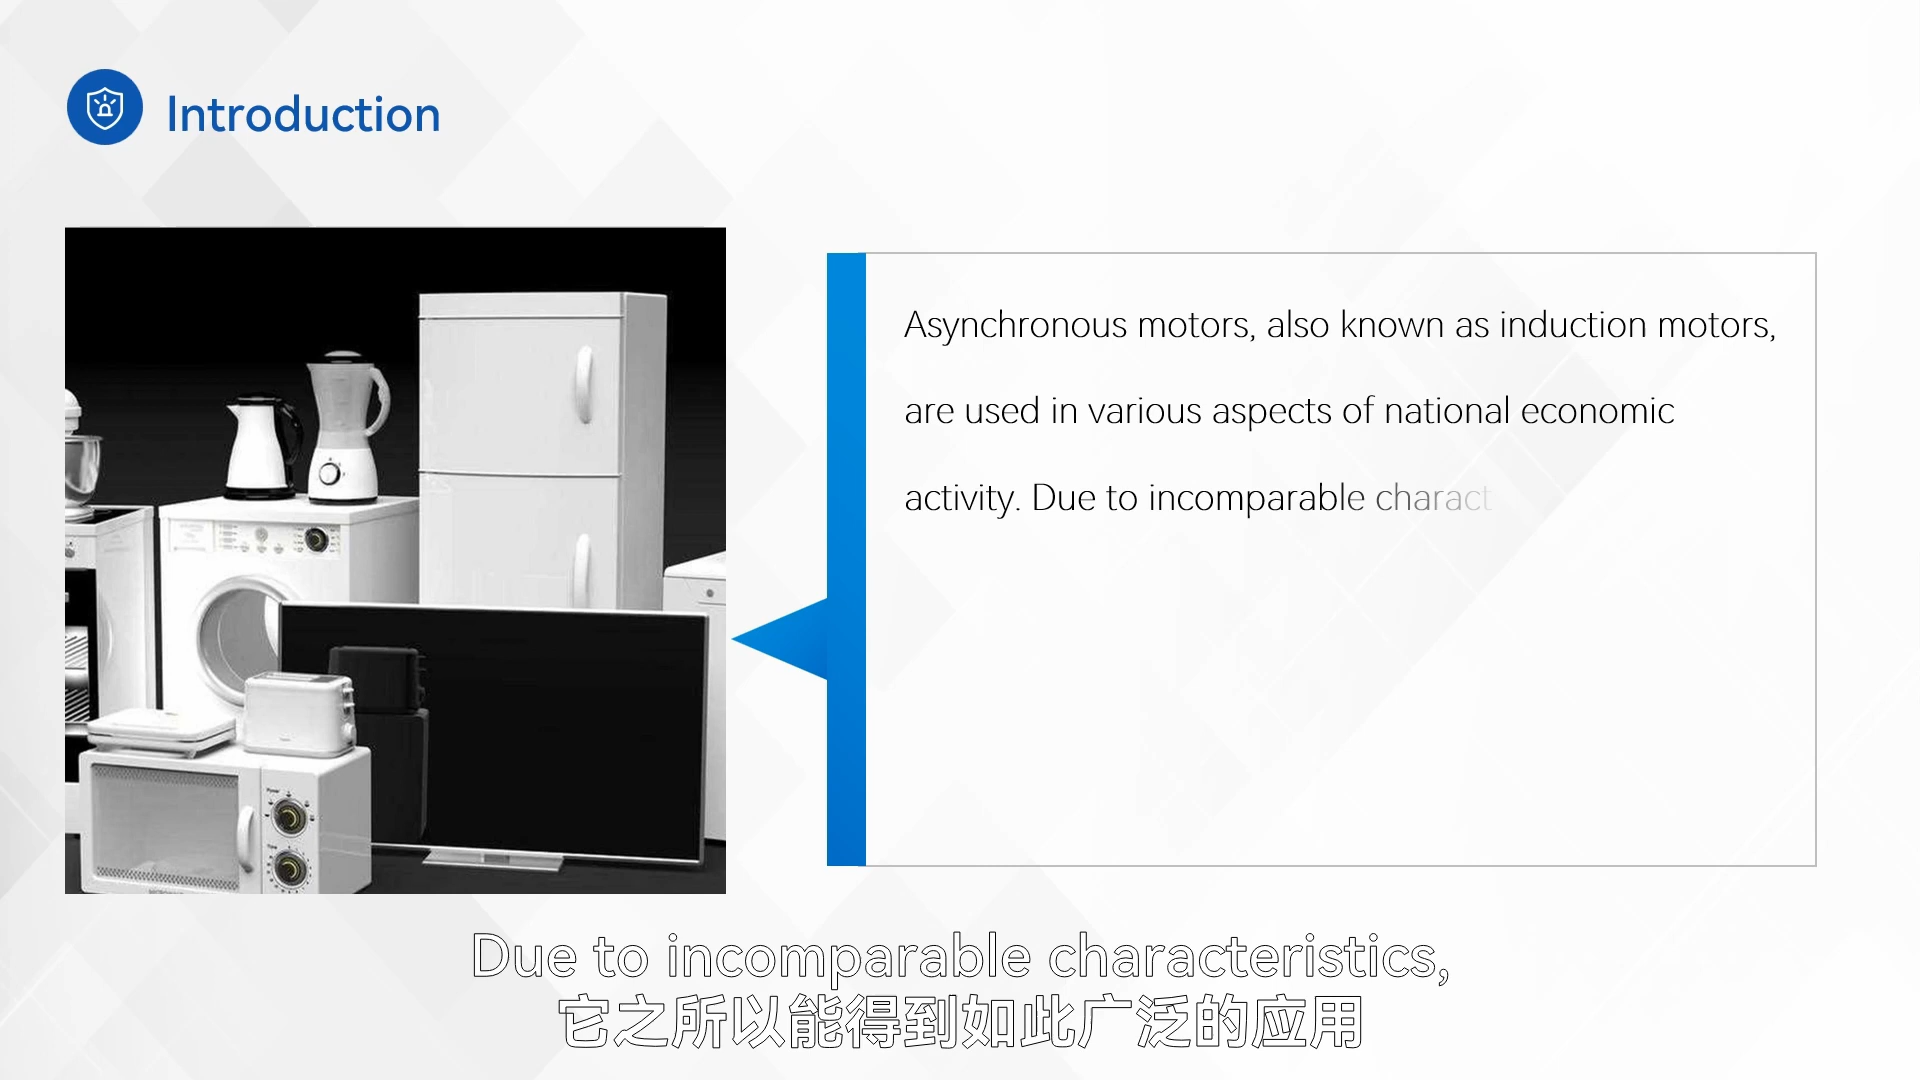 Introduction
Asynchronous motors, also known as induction motors,
are used in various aspects of national economic
activity. Due to incomparable charact
Due to incomparable characteristics,
它之所以能得到如此广泛的应用